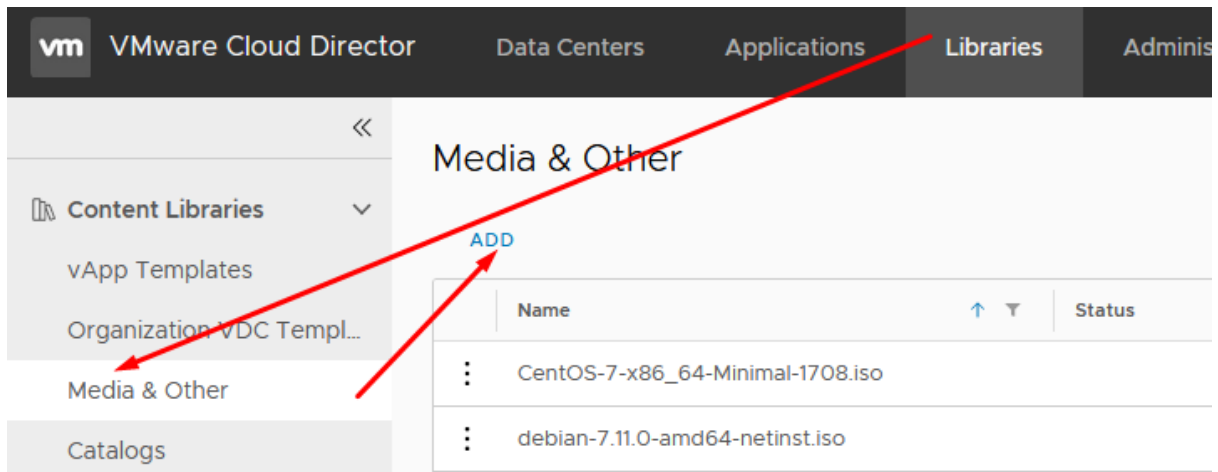 vm VMware Cloud Director Data Centers Applications Libraries Adminis
Media & Other
Content Libraries
ADD
vApp Templates
Name Status
Organization VDC Templ...
Media & Other
CentOS-7-x86_64-Minimal-1708.iso
debian-7.11.0-amd64-netinst.iso
Catalogs